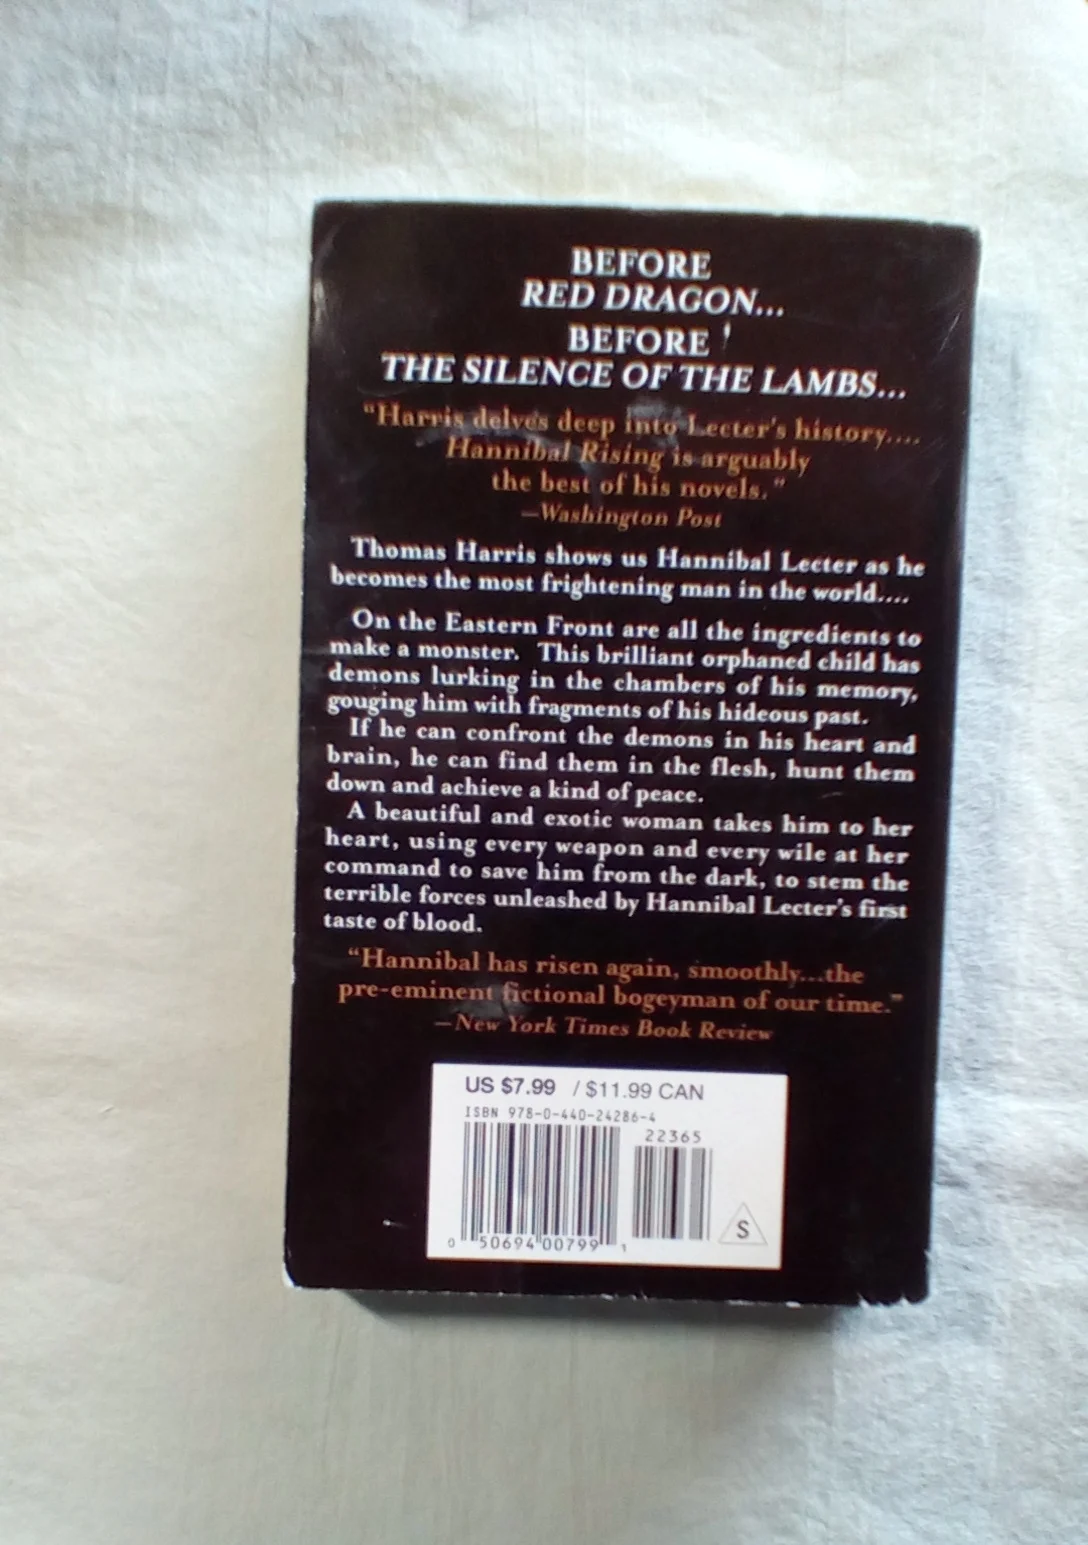 BEFORE
RED DRAGON...
BEFORE
THE SILENCE OF THE LAMBS...
"Harris delves deep into Lecter's history....
Hannibal Rising is arguably
the best of his novels."
—Washington Post
Thomas Harris shows us Hannibal Lecter as he
becomes the most frightening man in the world....
On the Eastern Front are all the ingredients to
make a monster. This brilliant orphaned child has
demons lurking in the chambers of his memory,
gouging him with fragments of his hideous past.
If he can confront the demons in his heart and
brain, he can find them in the flesh, hunt them
down and achieve a kind of peace.
A beautiful and exotic woman takes him to her
heart, using every weapon and every wile at her
command to save him from the dark, to stem the
terrible forces unleashed by Hannibal Lecter's first
taste of blood.
"Hannibal has risen again, smoothly...the
pre-eminent fictional bogeyman of our time."
—New York Times Book Review
US $7.99 / $11.99 CAN
ISBN 978-0-440-24286-4
22365
0 50694 00799 1
S